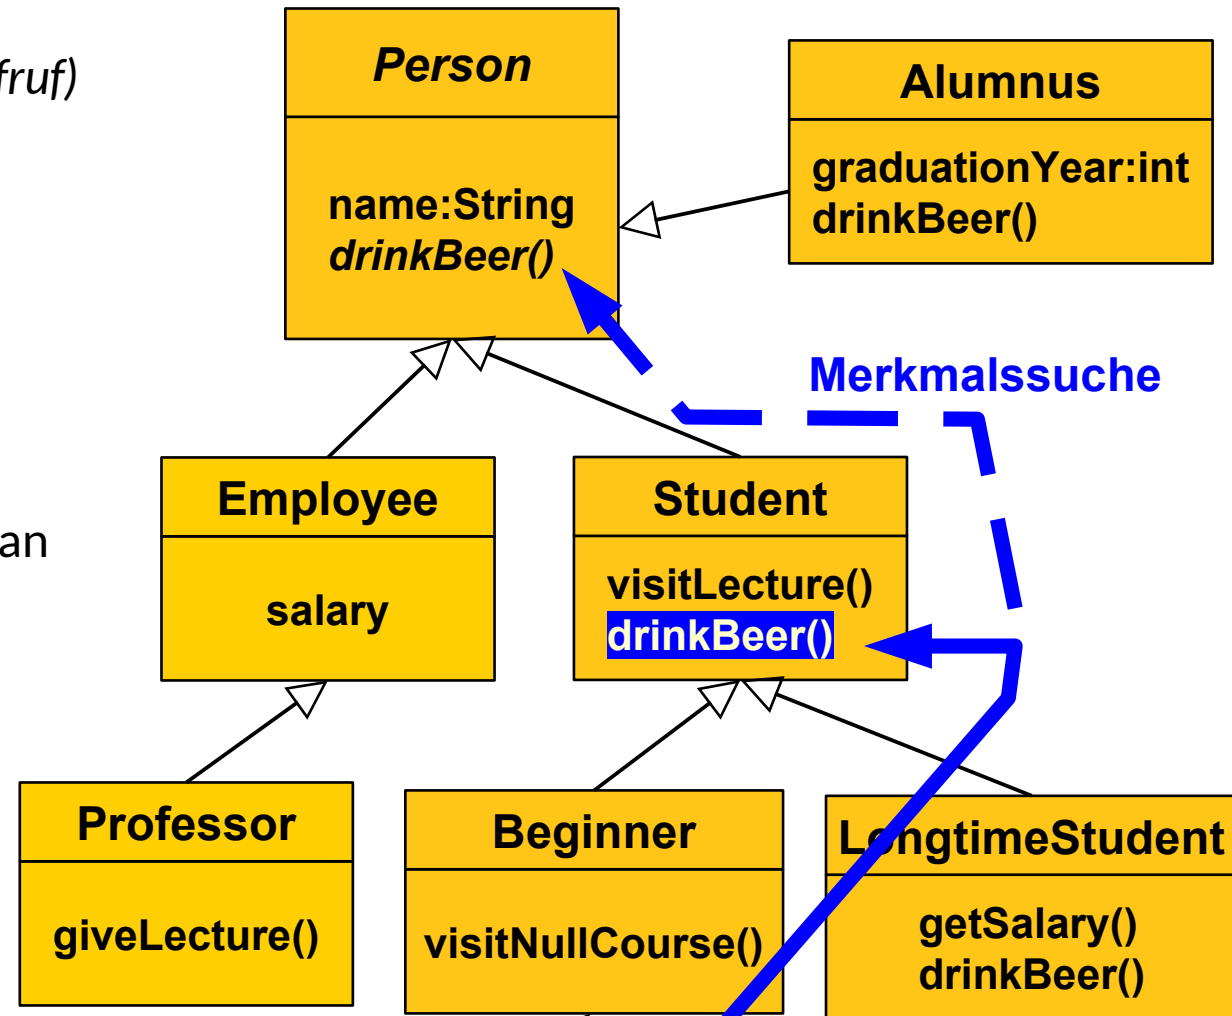 fruf)
Person
name:String
drinkBeer()
Alumnus
graduationYear:int
drinkBeer()
Merkmalssuche
an
Employee
salary
Student
visitLecture()
drinkBeer()
Professor
giveLecture()
Beginner
visitNullCourse()
LongtimeStudent
getSalary()
drinkBeer()